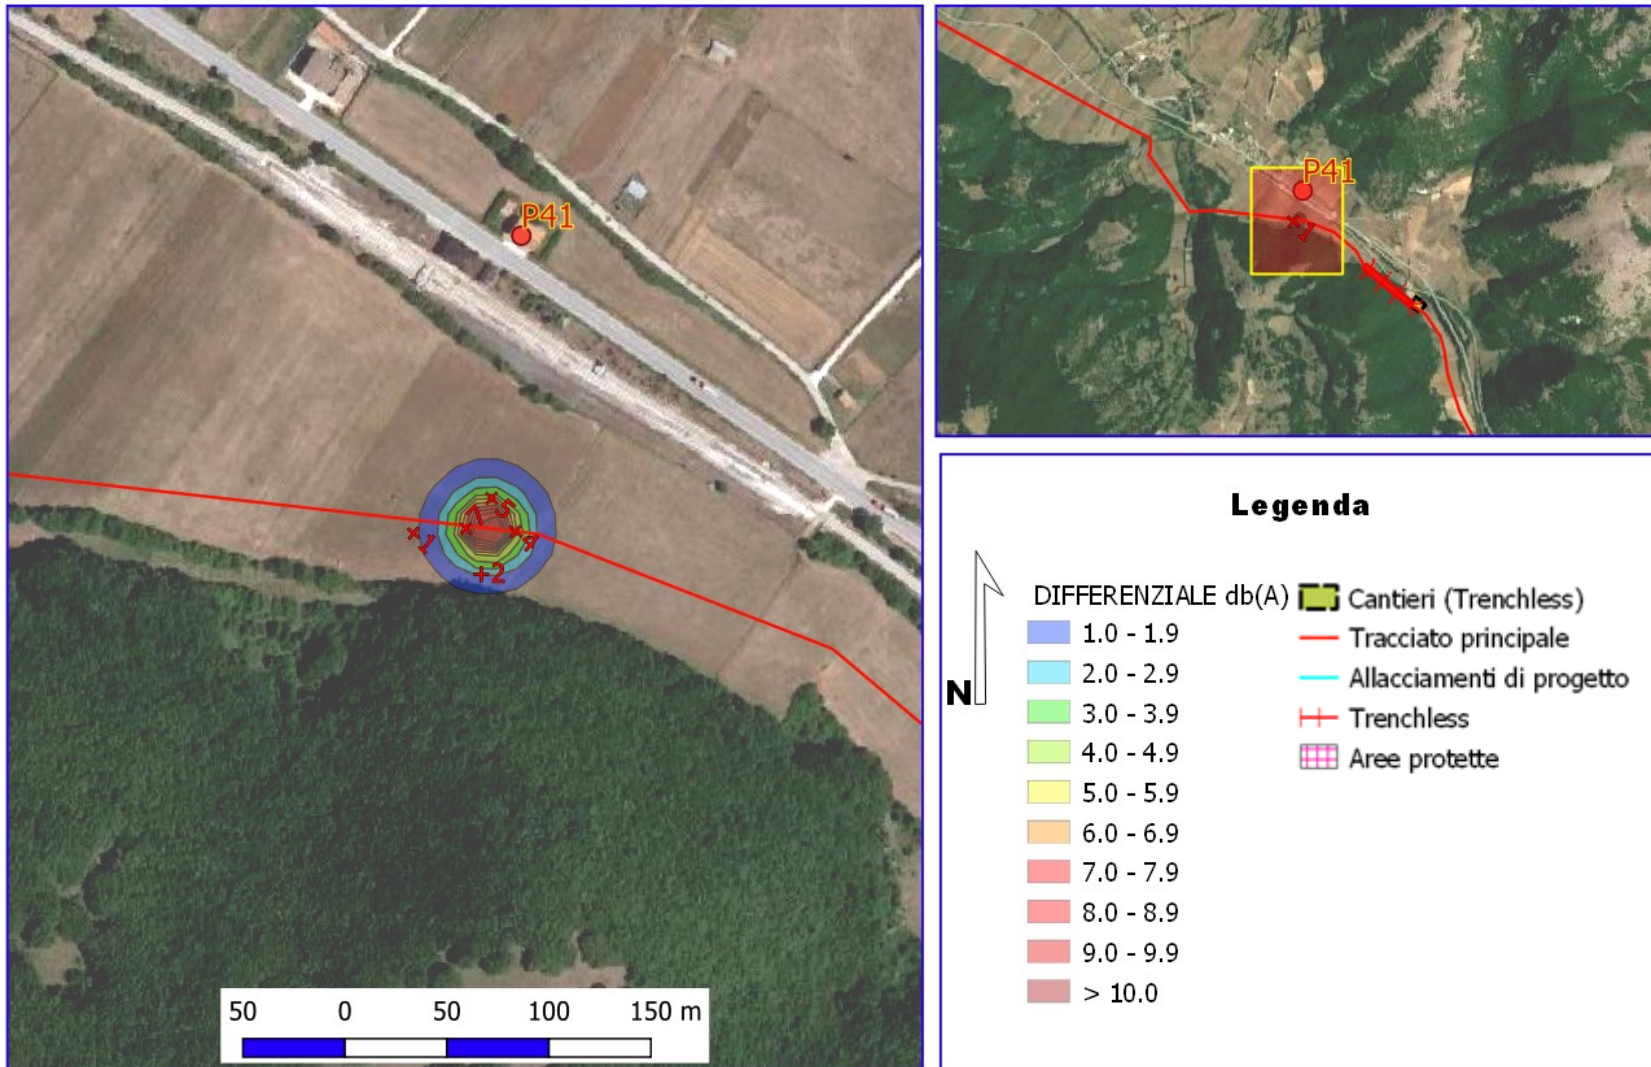 P41
5
7
4
1
+2
50 0 50 100 150 m
P41
1
Legenda
N
DIFFERENZIALE db(A)
1.0 - 1.9
2.0 - 2.9
3.0 - 3.9
4.0 - 4.9
5.0 - 5.9
6.0 - 6.9
7.0 - 7.9
8.0 - 8.9
9.0 - 9.9
> 10.0
Cantieri (Trenchless)
Tracciato principale
Allacciamenti di progetto
Trenchless
Aree protette